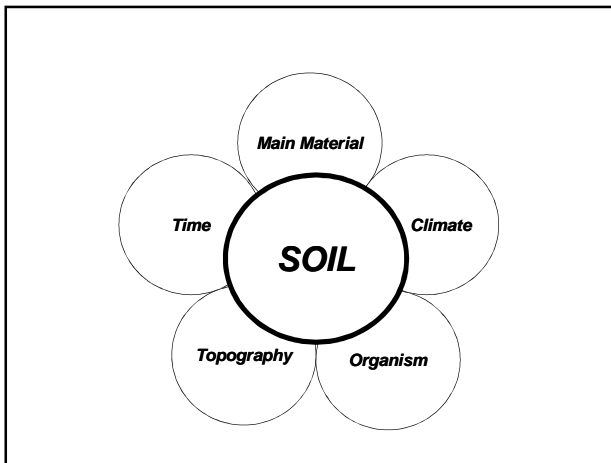 Main Material
Time
Climate
SOIL
Topography
Organism